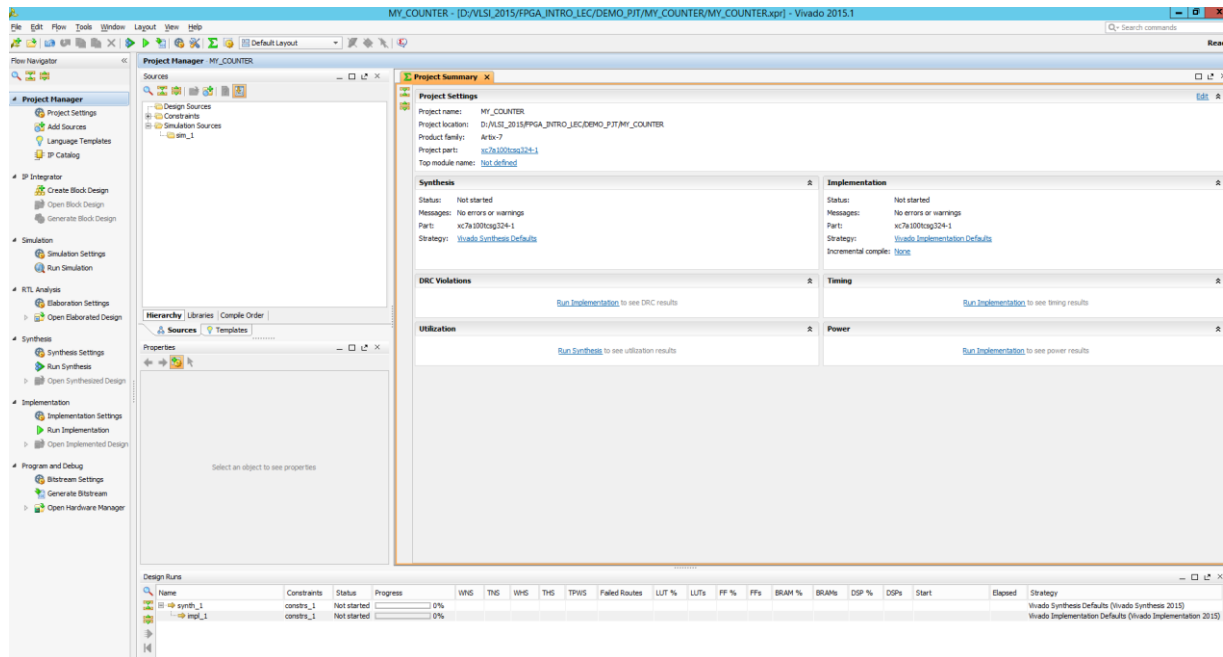 MY_COUNTER - [D:/VLSI_2015/FPGA_INTRO_LEC/DEMO_PJT/MY_COUNTER/MY_COUNTER.xpr] - Vivado 2015.1
File Edit Flow Tools Window Layout View Help
Search commands
Default Layout
Flow Navigator
Project Manager
Project Settings
Add Sources
Language Templates
IP Catalog
IP Integrator
Create Block Design
Open Block Design
Generate Block Design
Simulation
Simulation Settings
Run Simulation
RTL Analysis
Elaboration Settings
Open Elaborated Design
Synthesis
Synthesis Settings
Run Synthesis
Open Synthesized Design
Implementation
Implementation Settings
Run Implementation
Open Implemented Design
Program and Debug
Bitstream Settings
Generate Bitstream
Open Hardware Manager
Project Manager - MY_COUNTER
Sources
Design Sources
Constraints
Simulation Sources
sim_1
Hierarchy Libraries Compile Order
Sources Templates
Properties
Select an object to see properties
Project Summary
Project Settings Edit
Project name: MY_COUNTER
Project location: D:/VLSI_2015/FPGA_INTRO_LEC/DEMO_PJT/MY_COUNTER
Product family: Artix-7
Project part: xc7a100tcsg324-1
Top module name: Not defined
Synthesis
Status: Not started
Messages: No errors or warnings
Part: xc7a100tcsg324-1
Strategy: Vivado Synthesis Defaults
Implementation
Status: Not started
Messages: No errors or warnings
Part: xc7a100tcsg324-1
Strategy: Vivado Implementation Defaults
Incremental compile: None
DRC Violations
Run Implementation to see DRC results
Timing
Run Implementation to see timing results
Utilization
Run Synthesis to see utilization results
Power
Run Implementation to see power results
Design Runs
Name Constraints Status Progress WNS TNS WHS THS TPWS Failed Routes LUT % LUTs FF % FFs BRAM % BRAMs DSP % DSPs Start Elapsed Strategy
synth_1 constrs_1 Not started 0% Vivado Synthesis Defaults (Vivado Synthesis 2015)
impl_1 constrs_1 Not started 0% Vivado Implementation Defaults (Vivado Implementation 2015)